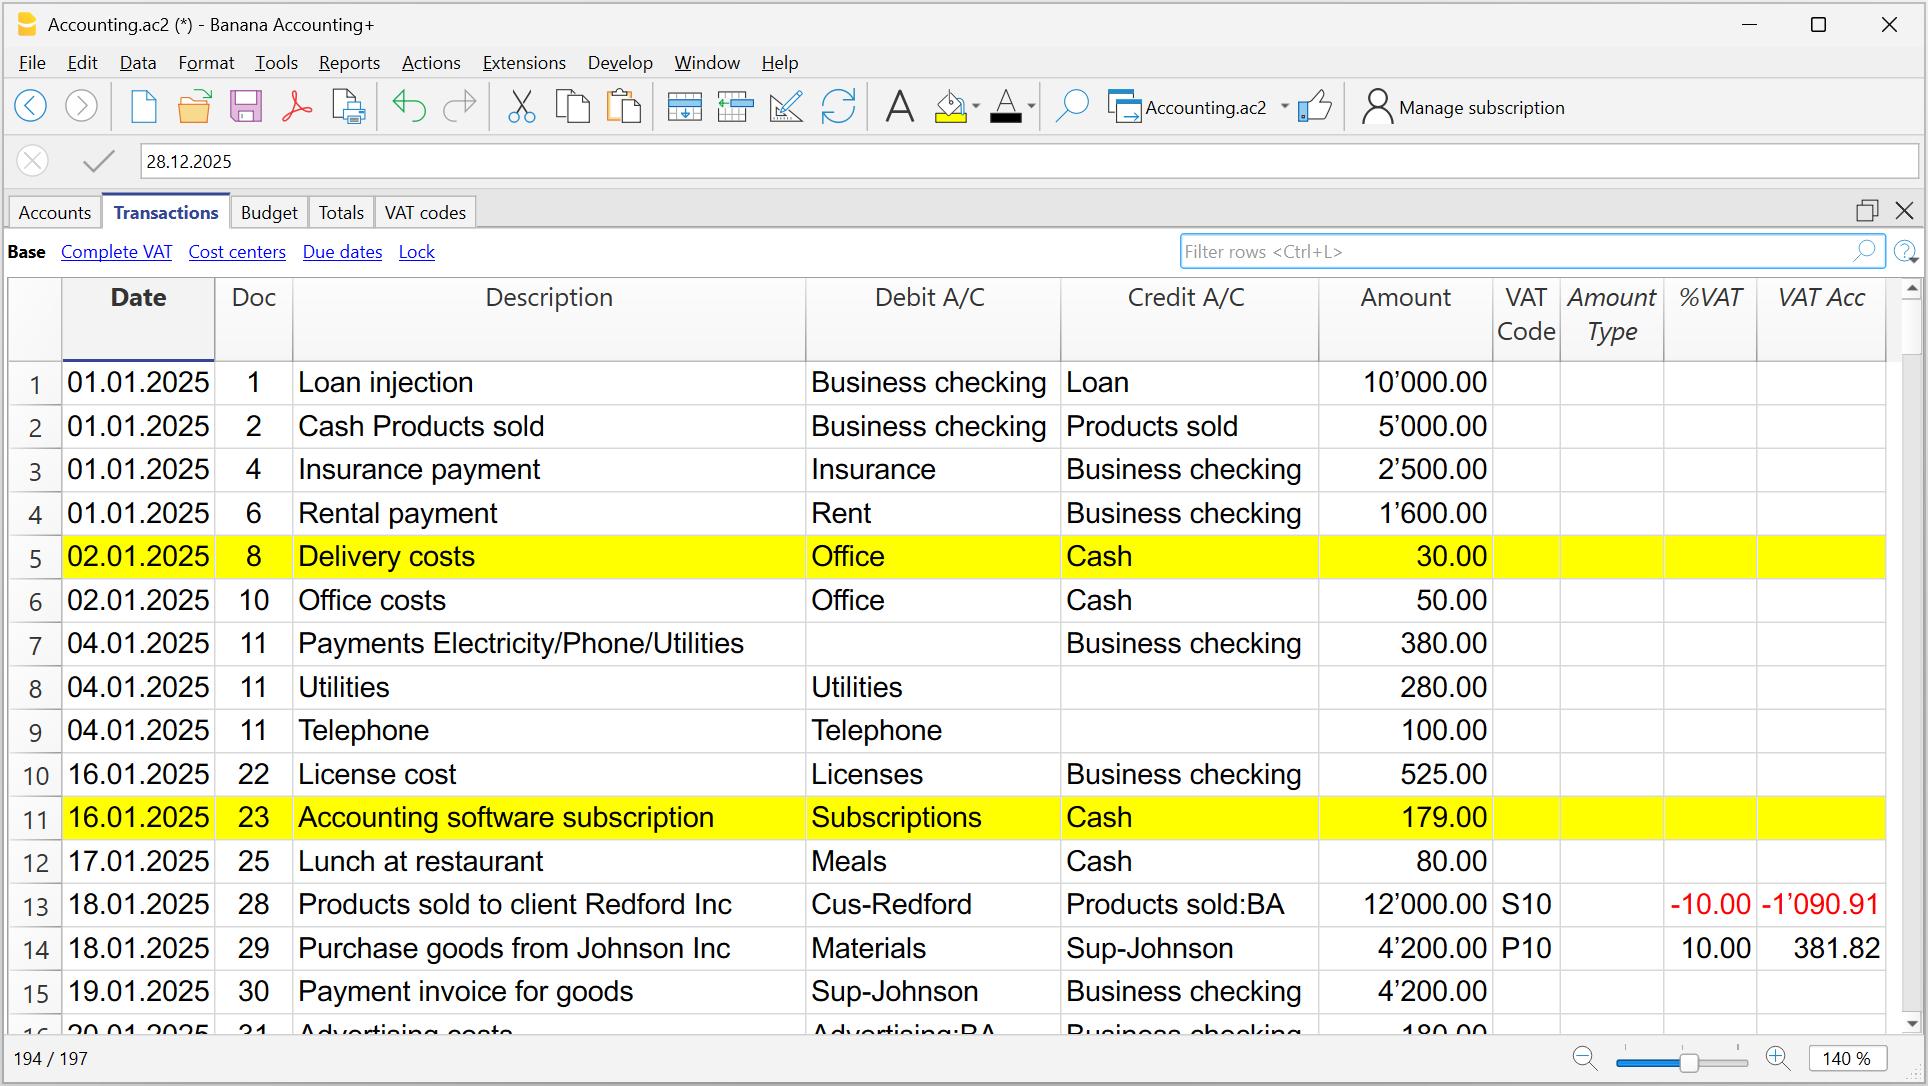 Accounting.ac2 (*) - Banana Accounting+
File Edit Data Format Tools Reports Actions Extensions Develop Window Help
Accounting.ac2 Manage subscription
28.12.2025
Accounts Transactions Budget Totals VAT codes
Base Complete VAT Cost centers Due dates Lock Filter rows <Ctrl+L>
Date Doc Description Debit A/C Credit A/C Amount VAT Code Amount Type %VAT VAT Acc
1 01.01.2025 1 Loan injection Business checking Loan 10’000.00
2 01.01.2025 2 Cash Products sold Business checking Products sold 5’000.00
3 01.01.2025 4 Insurance payment Insurance Business checking 2’500.00
4 01.01.2025 6 Rental payment Rent Business checking 1’600.00
5 02.01.2025 8 Delivery costs Office Cash 30.00
6 02.01.2025 10 Office costs Office Cash 50.00
7 04.01.2025 11 Payments Electricity/Phone/Utilities Business checking 380.00
8 04.01.2025 11 Utilities Utilities 280.00
9 04.01.2025 11 Telephone Telephone 100.00
10 16.01.2025 22 License cost Licenses Business checking 525.00
11 16.01.2025 23 Accounting software subscription Subscriptions Cash 179.00
12 17.01.2025 25 Lunch at restaurant Meals Cash 80.00
13 18.01.2025 28 Products sold to client Redford Inc Cus-Redford Products sold:BA 12’000.00 S10 -10.00 -1’090.91
14 18.01.2025 29 Purchase goods from Johnson Inc Materials Sup-Johnson 4’200.00 P10 10.00 381.82
15 19.01.2025 30 Payment invoice for goods Sup-Johnson Business checking 4’200.00
16 20.01.2025 31 Advertising costs Advertising:BA Business checking 180.00
194 / 197 140 %